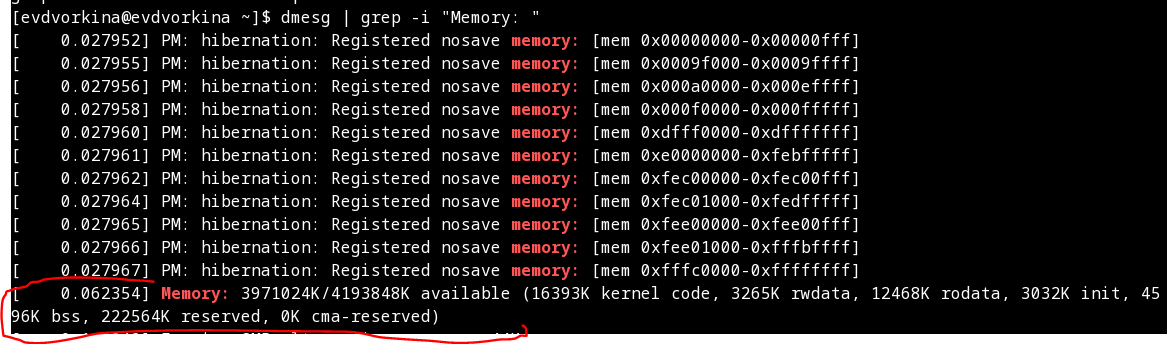 [evdvorkina@evdvorkina ~]$ dmesg | grep -i "Memory: "
[    0.027952] PM: hibernation: Registered nosave memory: [mem 0x00000000-0x00000fff]
[    0.027955] PM: hibernation: Registered nosave memory: [mem 0x0009f000-0x0009ffff]
[    0.027956] PM: hibernation: Registered nosave memory: [mem 0x000a0000-0x000effff]
[    0.027958] PM: hibernation: Registered nosave memory: [mem 0x000f0000-0x000fffff]
[    0.027960] PM: hibernation: Registered nosave memory: [mem 0xdfff0000-0xdfffffff]
[    0.027961] PM: hibernation: Registered nosave memory: [mem 0xe0000000-0xfebfffff]
[    0.027962] PM: hibernation: Registered nosave memory: [mem 0xfec00000-0xfec00fff]
[    0.027964] PM: hibernation: Registered nosave memory: [mem 0xfec01000-0xfedfffff]
[    0.027965] PM: hibernation: Registered nosave memory: [mem 0xfee00000-0xfee00fff]
[    0.027966] PM: hibernation: Registered nosave memory: [mem 0xfee01000-0xfffbffff]
[    0.027967] PM: hibernation: Registered nosave memory: [mem 0xfffc0000-0xffffffff]
[    0.062354] Memory: 3971024K/4193848K available (16393K kernel code, 3265K rwdata, 12468K rodata, 3032K init, 45
96K bss, 222564K reserved, 0K cma-reserved)